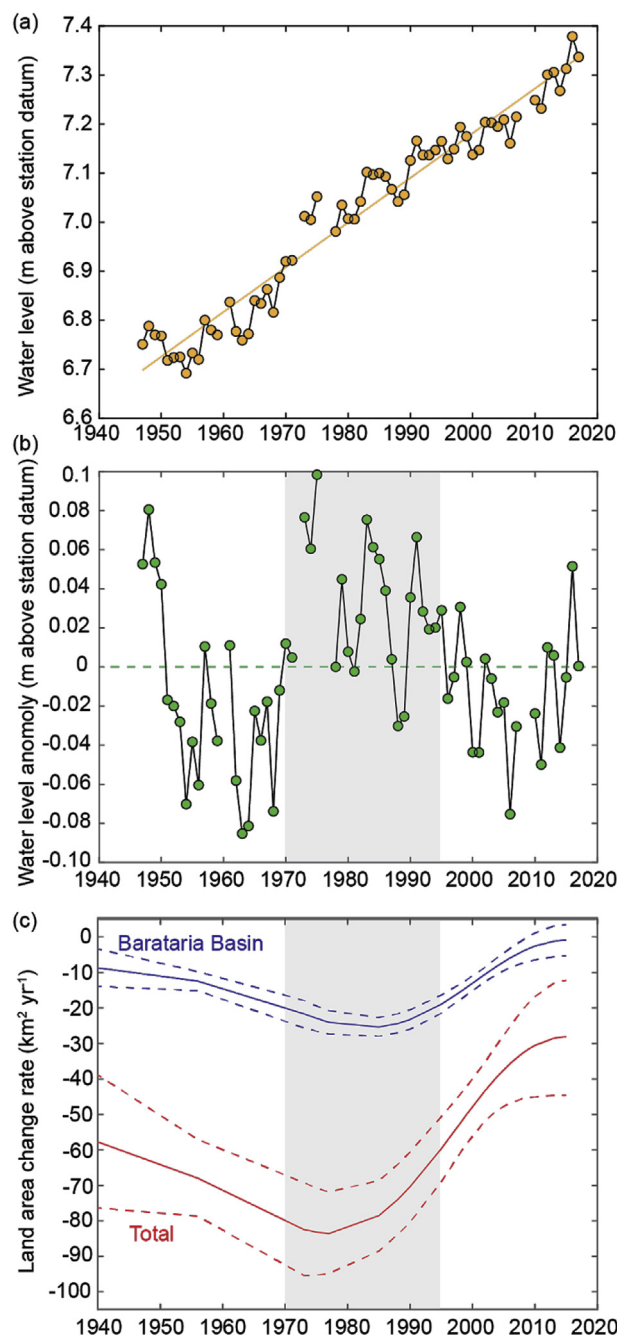 (a)
Water level (m above station datum)
7.4
7.3
7.2
7.1
7.0
6.9
6.8
6.7
6.6
1940 1950 1960 1970 1980 1990 2000 2010 2020
(b)
Water level anomoly (m above station datum)
0.1
0.08
0.06
0.04
0.02
0
-0.02
-0.04
-0.06
-0.08
-0.10
1940 1950 1960 1970 1980 1990 2000 2010 2020
(c)
Land area change rate (km² yr⁻¹)
0
-10
-20
-30
-40
-50
-60
-70
-80
-90
-100
Barataria Basin
Total
1940 1950 1960 1970 1980 1990 2000 2010 2020